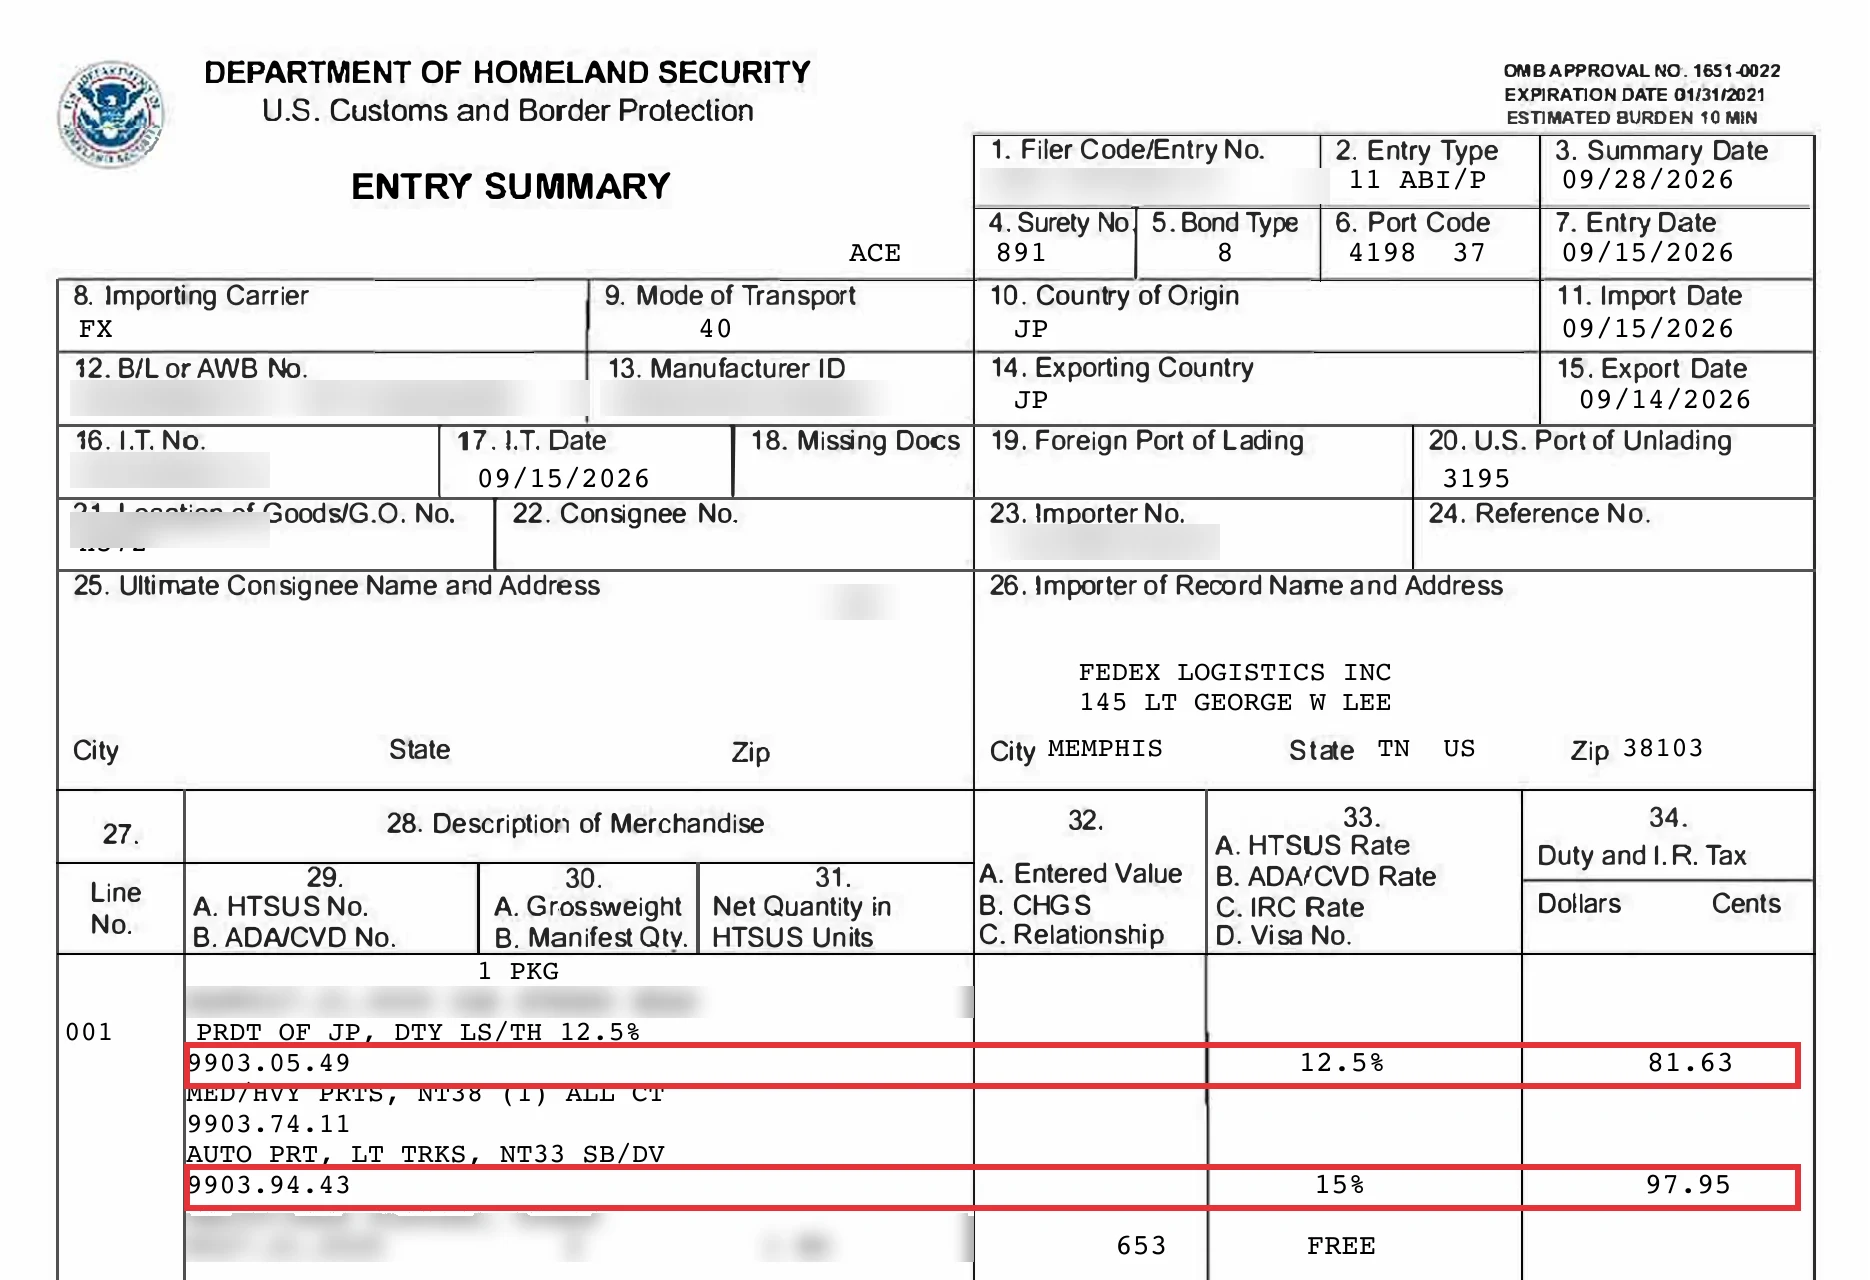 DEPARTMENT OF HOMELAND SECURITY
U.S. Customs and Border Protection
ENTRY SUMMARY
ACE
OMB APPROVAL NO. 1651-0022
EXPIRATION DATE 01/31/2021
ESTIMATED BURDEN 10 MIN
1. Filer Code/Entry No.
2. Entry Type
11 ABI/P
3. Summary Date
09/28/2026
4. Surety No.
891
5. Bond Type
8
6. Port Code
4198 37
7. Entry Date
09/15/2026
8. Importing Carrier
FX
9. Mode of Transport
40
10. Country of Origin
JP
11. Import Date
09/15/2026
12. B/L or AWB No.
13. Manufacturer ID
14. Exporting Country
JP
15. Export Date
09/14/2026
16. I.T. No.
17. I.T. Date
09/15/2026
18. Missing Docs
19. Foreign Port of Lading
20. U.S. Port of Unlading
3195
21. Location of Goods/G.O. No.
22. Consignee No.
23. Importer No.
24. Reference No.
25. Ultimate Consignee Name and Address
City State Zip
26. Importer of Record Name and Address
FEDEX LOGISTICS INC
145 LT GEORGE W LEE
City MEMPHIS State TN US Zip 38103
27.
Line
No.
28. Description of Merchandise
29.
A. HTSUS No.
B. ADA/CVD No.
30.
A. Grossweight
B. Manifest Qty.
31.
Net Quantity in
HTSUS Units
32.
A. Entered Value
B. CHGS
C. Relationship
33.
A. HTSUS Rate
B. ADA/CVD Rate
C. IRC Rate
D. Visa No.
34.
Duty and I.R. Tax
Dollars Cents
1 PKG
001 PRDT OF JP, DTY LS/TH 12.5%
9903.05.49 12.5% 81.63
MED/HVY PRTS, NT38 (I) ALL CT
9903.74.11
AUTO PRT, LT TRKS, NT33 SB/DV
9903.94.43 15% 97.95
653 FREE